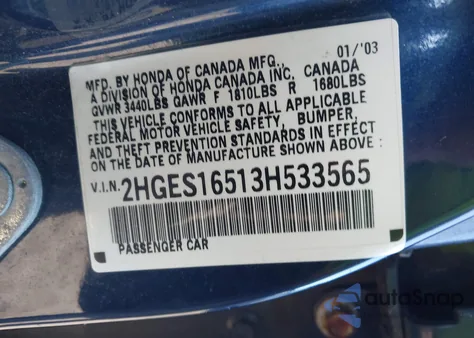 MFD. BY HONDA OF CANADA MFG., 01/'03
A DIVISION OF HONDA CANADA INC. CANADA
GVWR 3440LBS GAWR F 1810LBS R 1680LBS
THIS VEHICLE CONFORMS TO ALL APPLICABLE
FEDERAL MOTOR VEHICLE SAFETY, BUMPER,
AND THEFT PREVENTION STANDARDS IN EFFECT
ON THE DATE OF MANUFACTURE SHOWN ABOVE.
V.I.N. 2HGES16513H533565
PASSENGER CAR
autoSnap